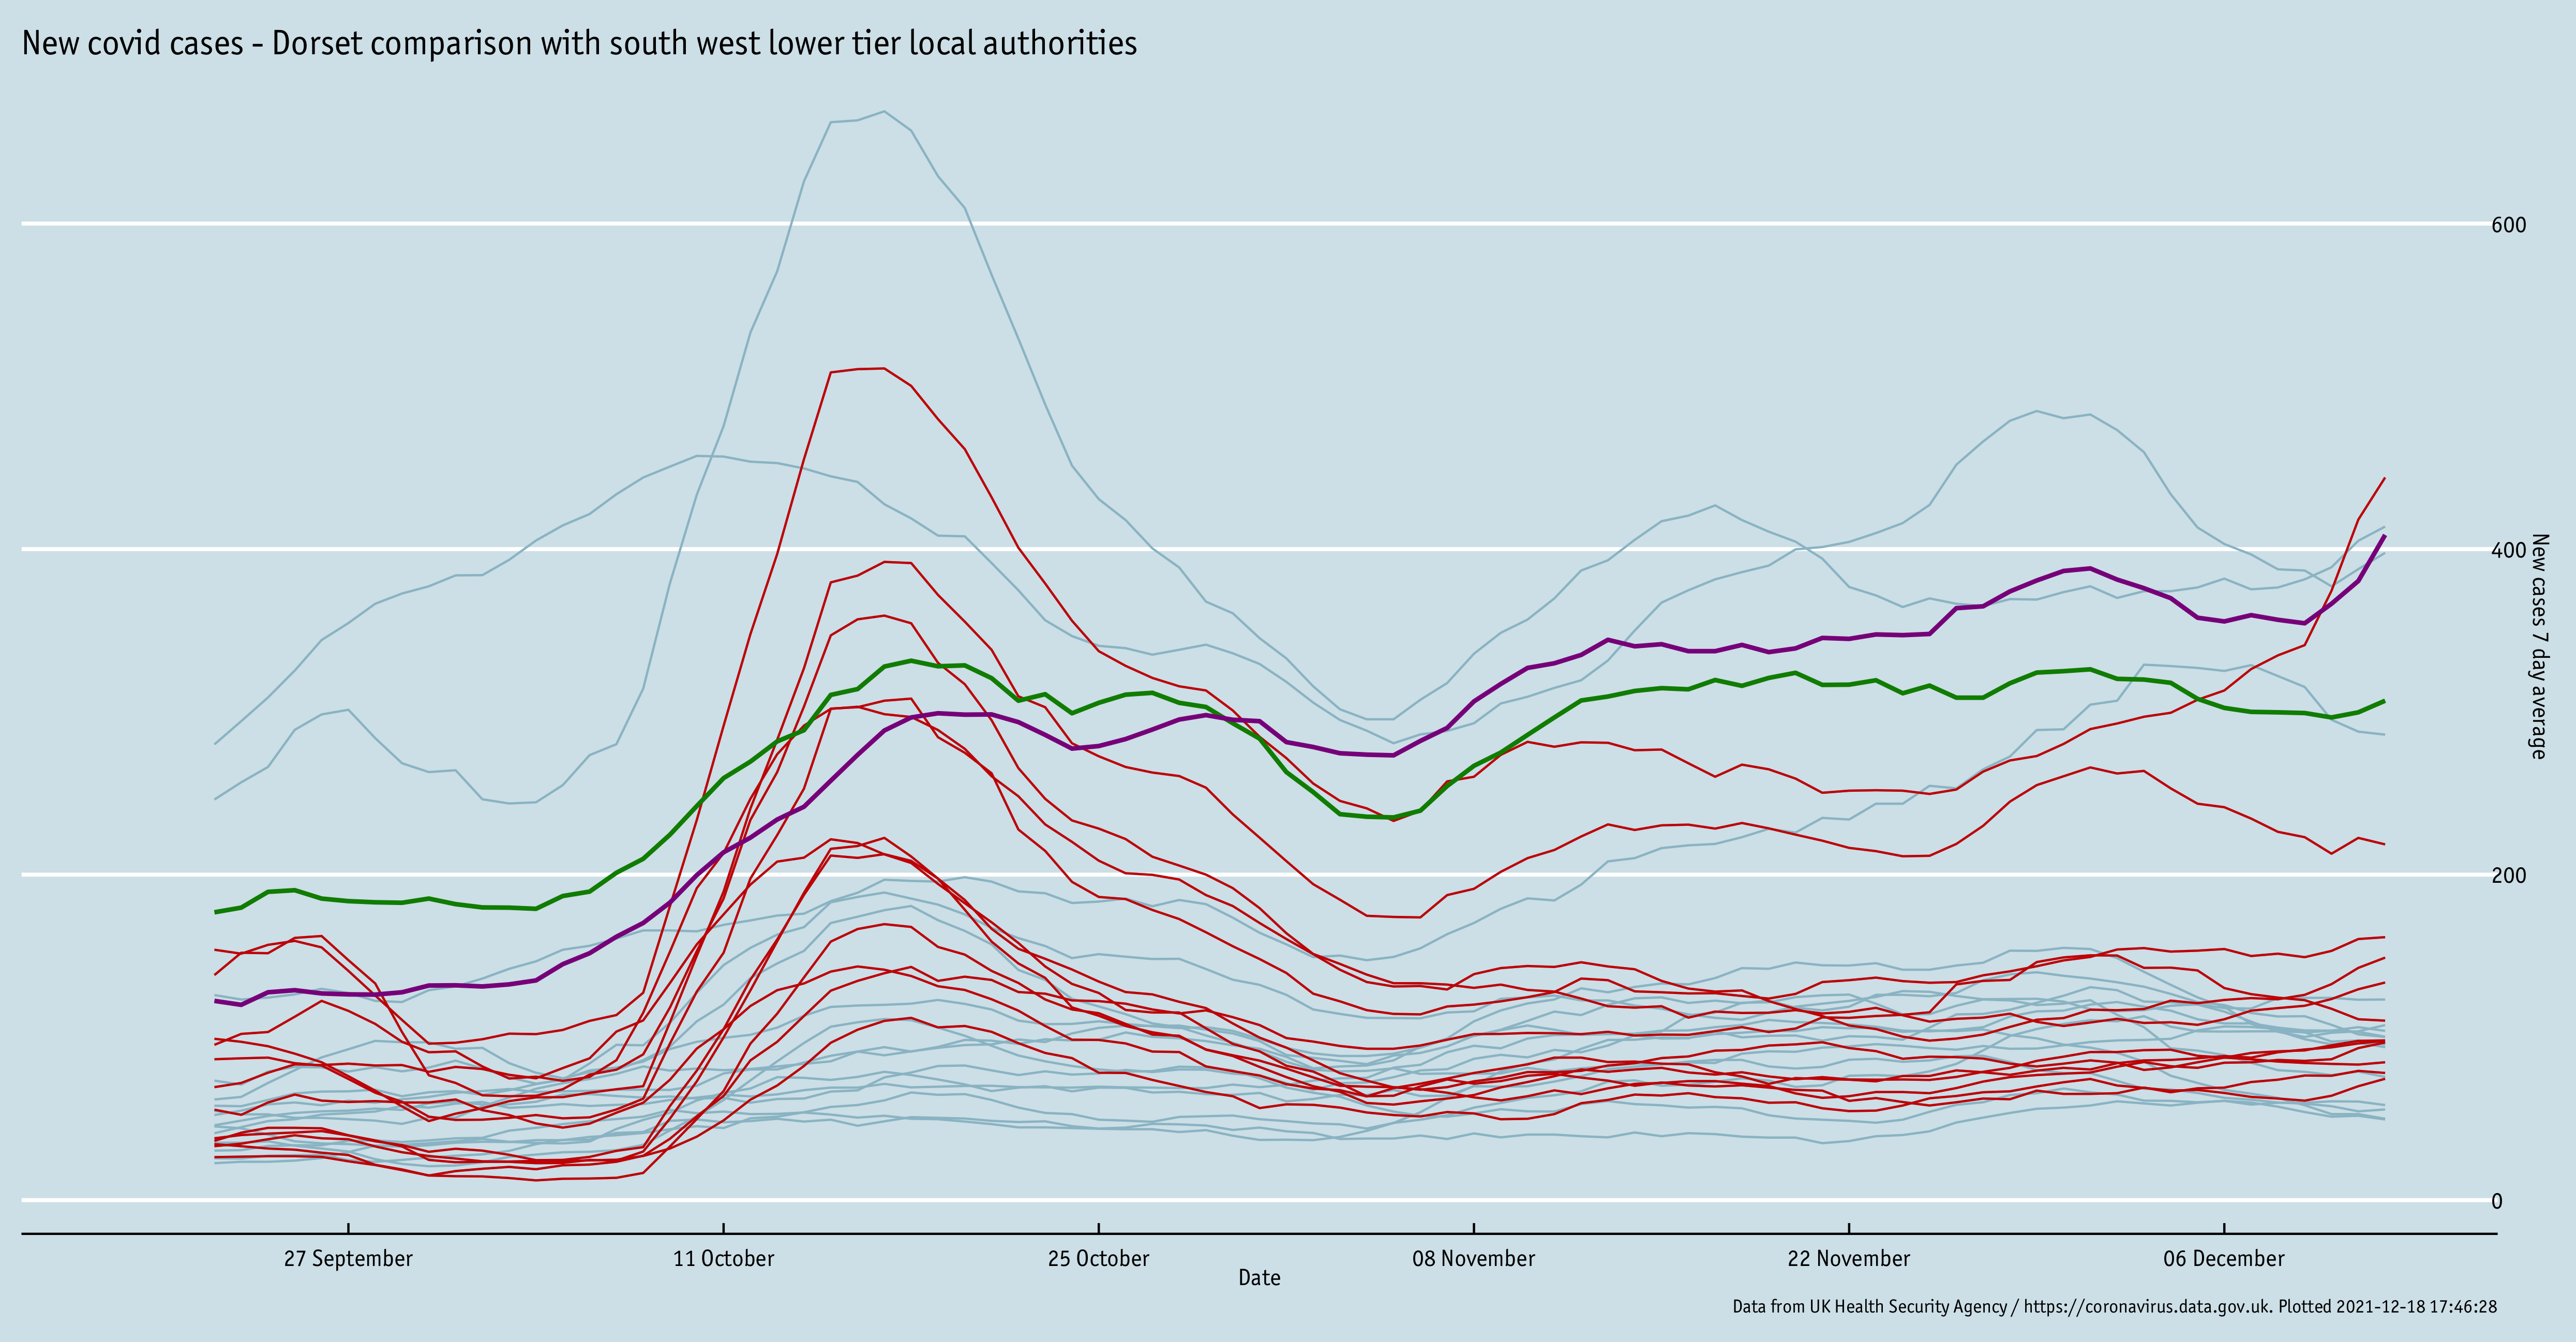 New covid cases - Dorset comparison with south west lower tier local authorities
600
400
200
0
New cases 7 day average
27 September
11 October
25 October
08 November
22 November
06 December
Date
Data from UK Health Security Agency / https://coronavirus.data.gov.uk. Plotted 2021-12-18 17:46:28